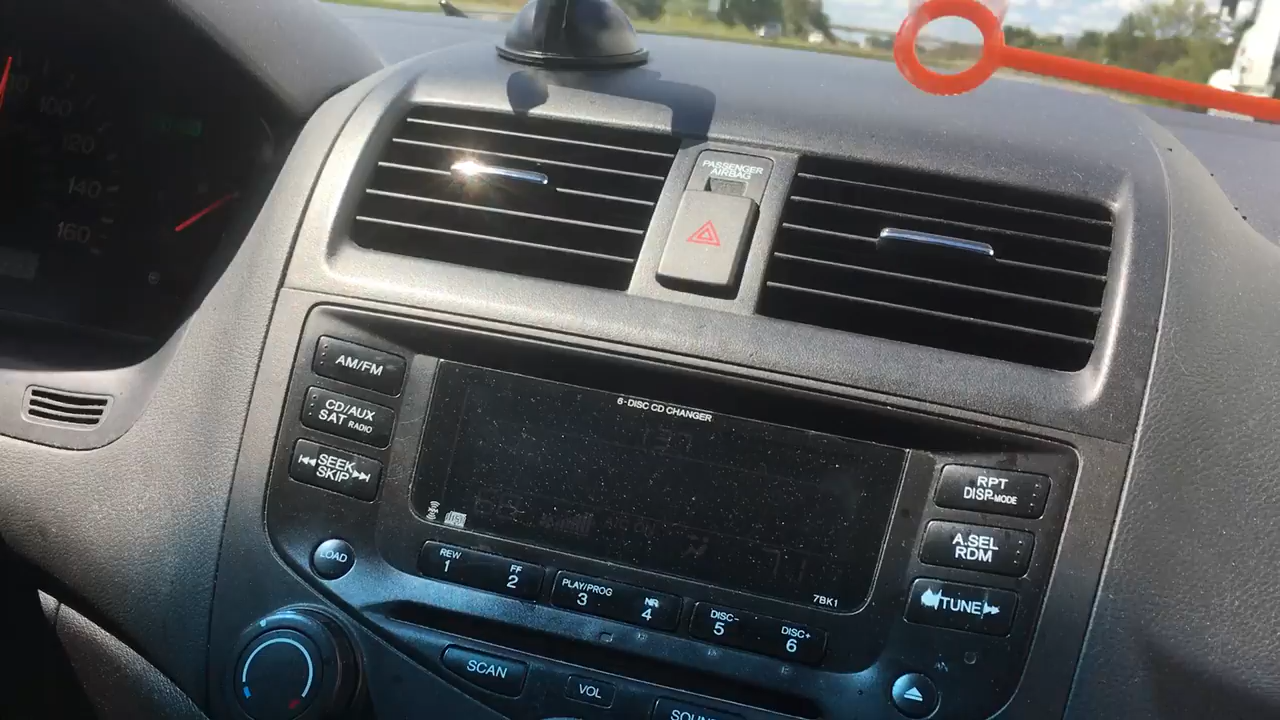 100
120
140
160
PASSENGER
AIRBAG
AM/FM
CD/AUX
SAT RADIO
SEEK
SKIP
LOAD
6-DISC CD CHANGER
7BK1
RPT
DISP-MODE
A.SEL
RDM
TUNE
REW
1
FF
2
PLAY/PROG
3
NR
4
DISC-
5
DISC+
6
SCAN
VOL